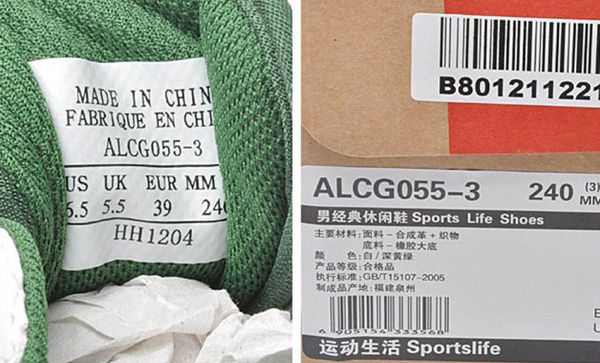 MADE IN CHIN
FABRIQUE EN CHI
ALCG055-3
US UK EUR MM
5.5 5.5 39 240
HH1204
B801211221
ALCG055-3 240 (3)
MM
男经典休闲鞋 Sports Life Shoes
主要材料: 面料-合成革+织物
底料-橡胶大底
颜 色: 白/深黄绿
产品等级: 合格品
执行标准: GB/T15107-2005
制成品产地: 福建泉州
6905154333568
运动生活 Sportslife